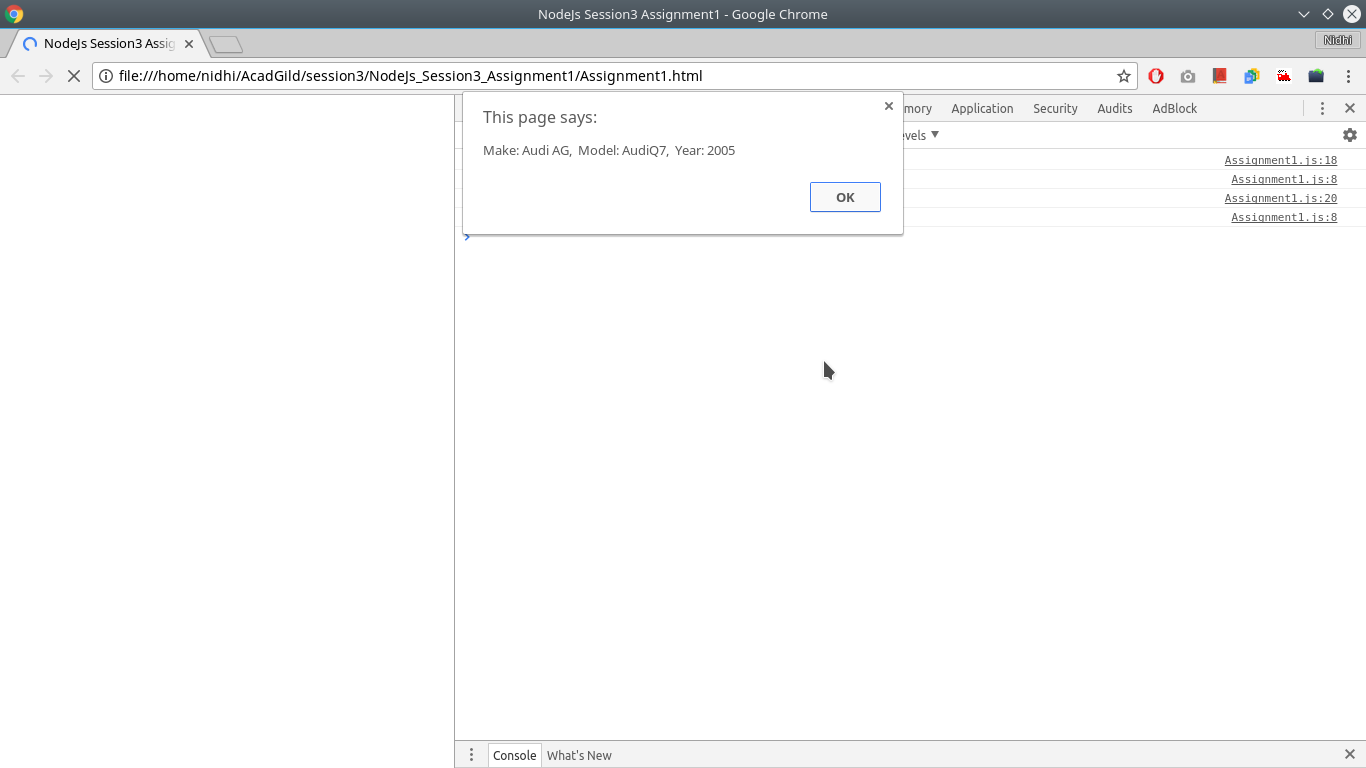 NodeJs Session3 Assignment1 - Google Chrome
NodeJs Session3 Assig
Nidhi
file:///home/nidhi/AcadGild/session3/NodeJs_Session3_Assignment1/Assignment1.html
mory Application Security Audits AdBlock
evels
This page says:
Make: Audi AG, Model: AudiQ7, Year: 2005
OK
Assignment1.js:18
Assignment1.js:8
Assignment1.js:20
Assignment1.js:8
Console What's New